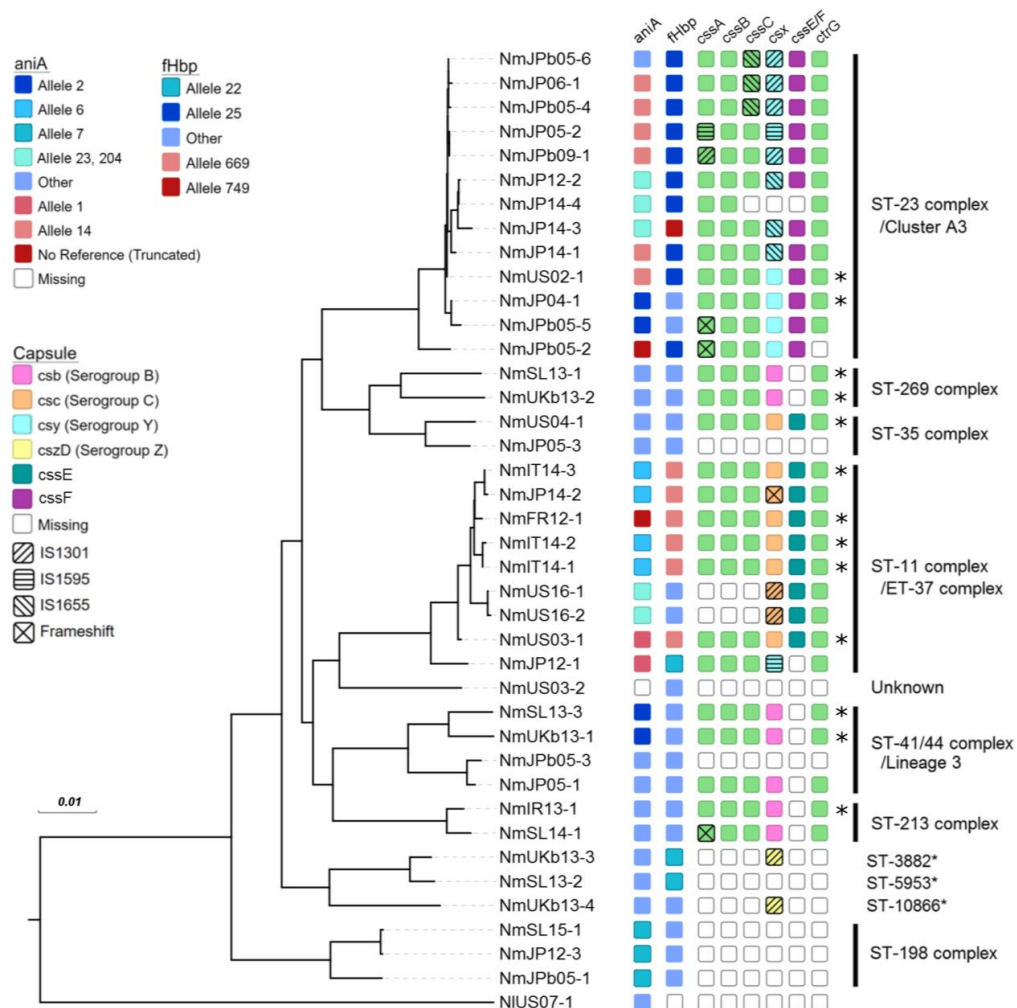 aniA
Allele 2
Allele 6
Allele 7
Allele 23, 204
Other
Allele 1
Allele 14
No Reference (Truncated)
Missing
fHbp
Allele 22
Allele 25
Other
Allele 669
Allele 749
Capsule
csb (Serogroup B)
csc (Serogroup C)
csy (Serogroup Y)
cszD (Serogroup Z)
cssE
cssF
Missing
IS1301
IS1595
IS1655
Frameshift
0.01
aniA fHbp cssA cssB cssC csx cssE/F ctrG
NmJPb05-6
NmJP06-1
NmJPb05-4
NmJP05-2
NmJPb09-1
NmJP12-2
NmJP14-4
NmJP14-3
NmJP14-1
NmUS02-1 *
NmJP04-1 *
NmJPb05-5
NmJPb05-2
NmSL13-1 *
NmUKb13-2 *
NmUS04-1 *
NmJP05-3
NmIT14-3 *
NmJP14-2
NmFR12-1 *
NmIT14-2 *
NmIT14-1 *
NmUS16-1
NmUS16-2
NmUS03-1 *
NmJP12-1
NmUS03-2
NmSL13-3 *
NmUKb13-1 *
NmJPb05-3
NmJP05-1
NmIR13-1 *
NmSL14-1
NmUKb13-3
NmSL13-2
NmUKb13-4
NmSL15-1
NmJP12-3
NmJPb05-1
NlUS07-1
ST-23 complex
/Cluster A3
ST-269 complex
ST-35 complex
ST-11 complex
/ET-37 complex
Unknown
ST-41/44 complex
/Lineage 3
ST-213 complex
ST-3882*
ST-5953*
ST-10866*
ST-198 complex